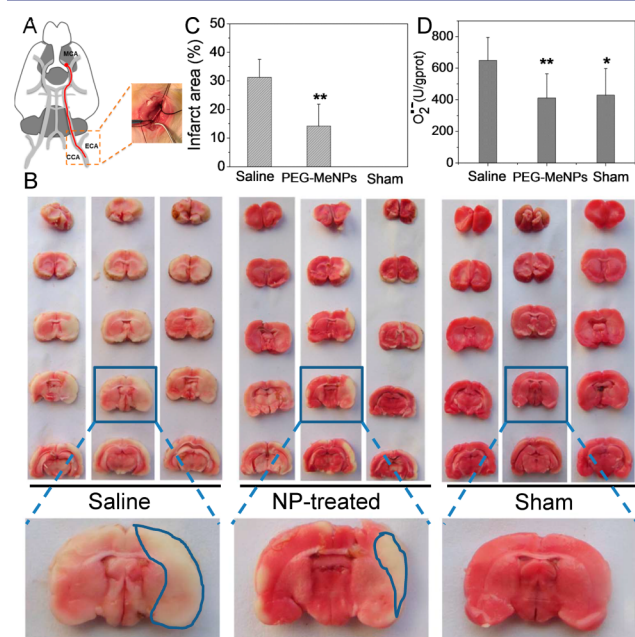 A
MCA
ECA
CCA
C
Infarct area (%)
50
40
30
20
10
0
**
Saline PEG-MeNPs Sham
D
O2•− (U/gprot)
800
600
400
200
0
** *
Saline PEG-MeNPs Sham
B
Saline NP-treated Sham